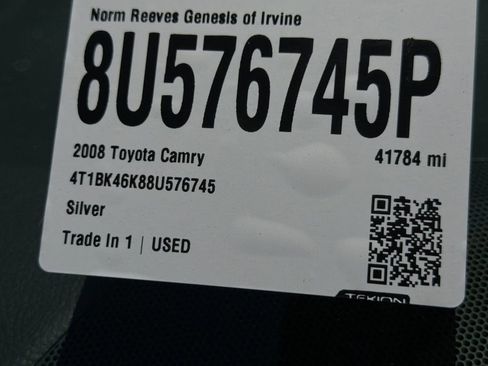 Norm Reeves Genesis of Irvine
8U576745P
2008 Toyota Camry
41784 mi
4T1BK46K88U576745
Silver
Trade In 1 | USED
TEKION